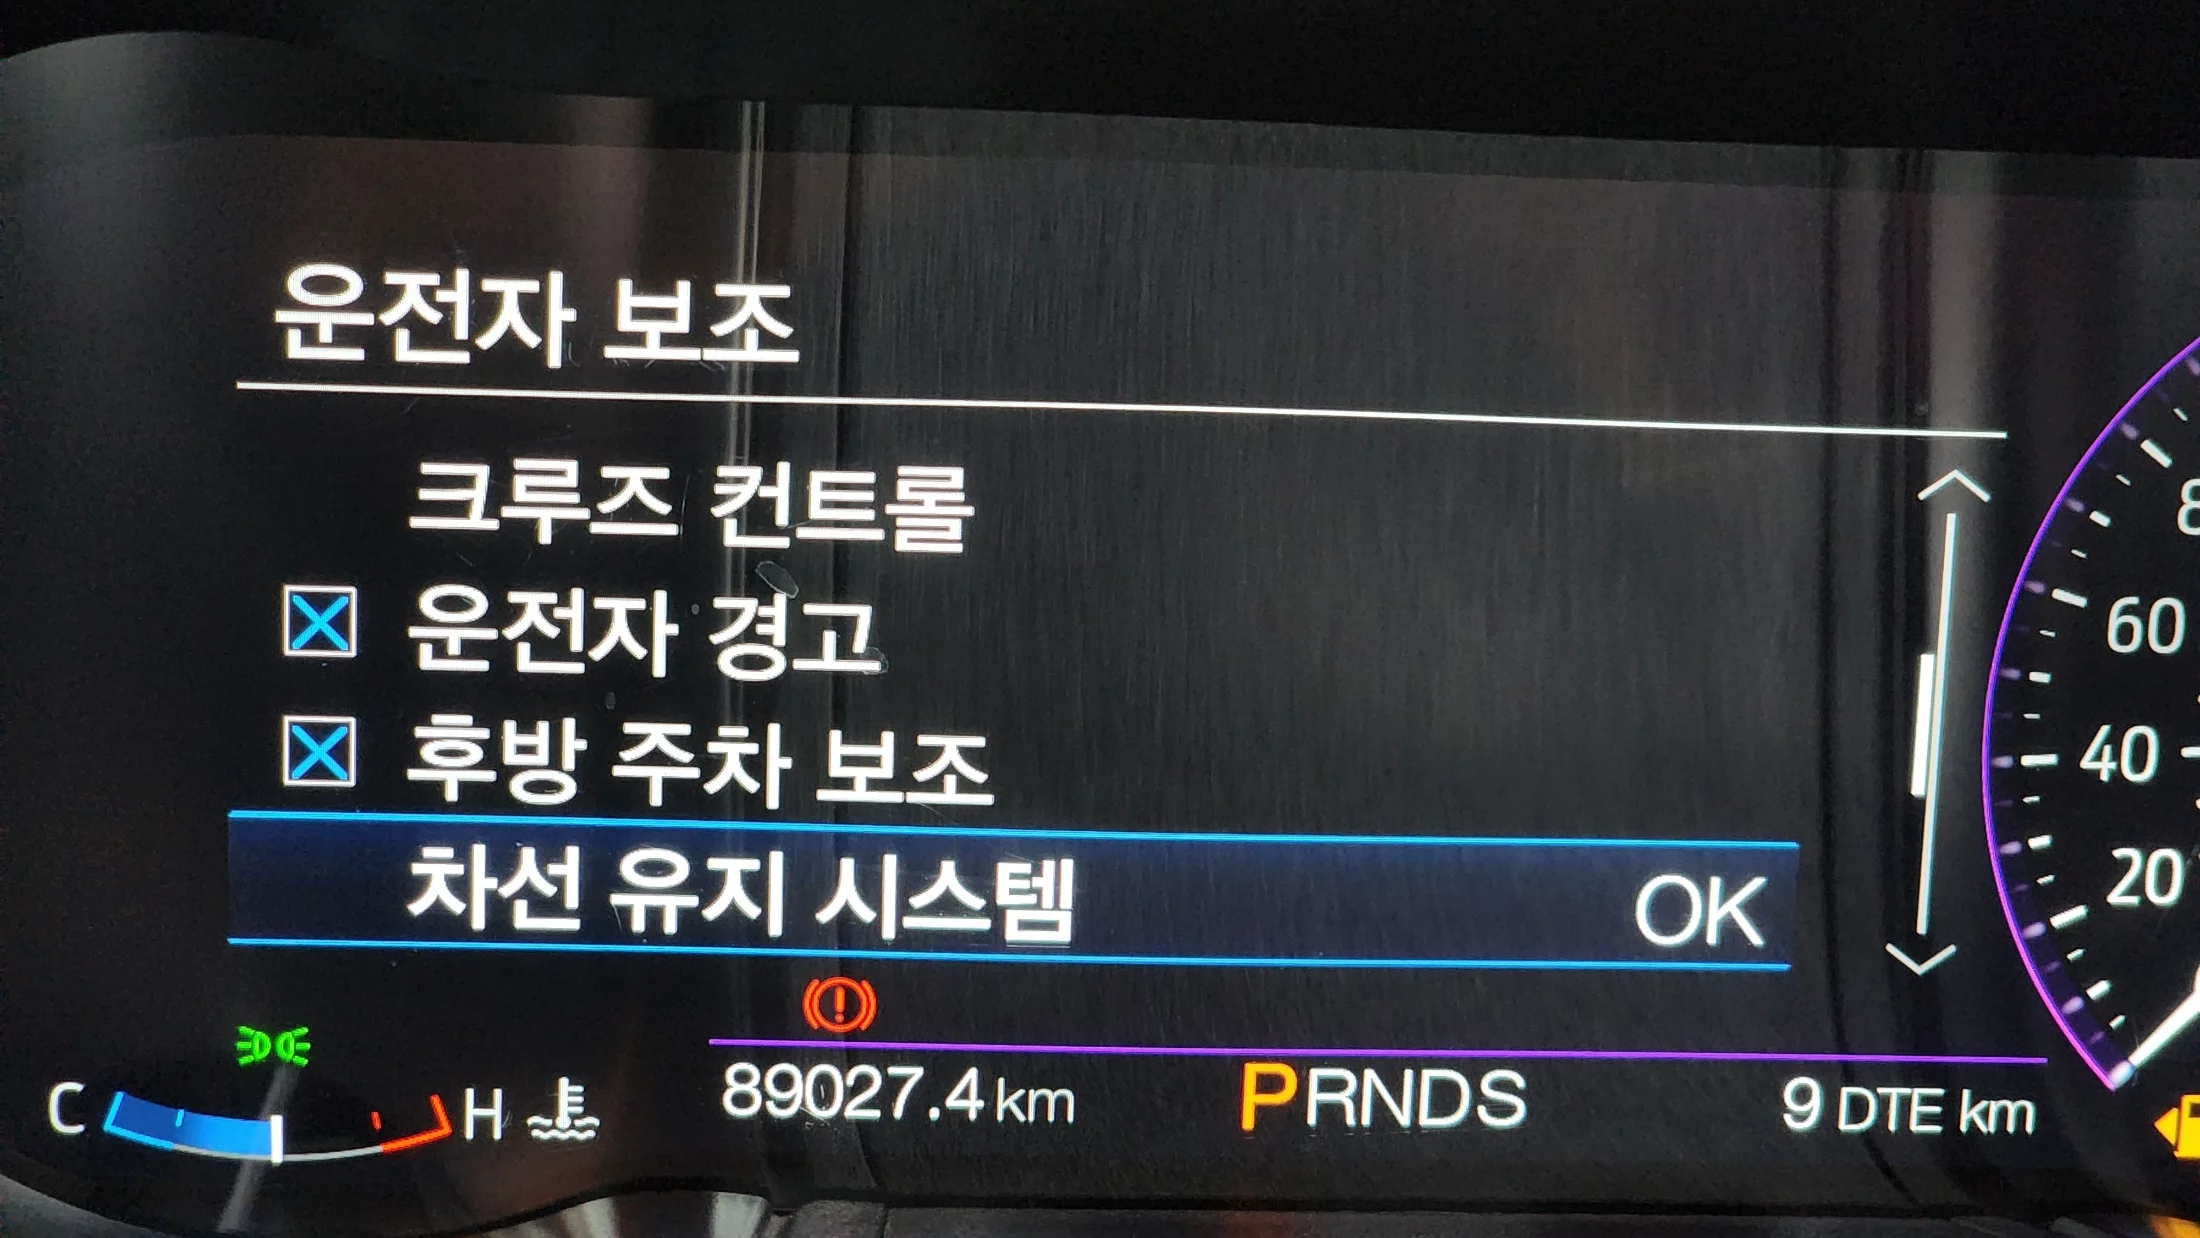 운전자 보조
크루즈 컨트롤
운전자 경고
후방 주차 보조
차선 유지 시스템 OK
60
40
20
C H
89027.4 km PRNDS 9 DTE km